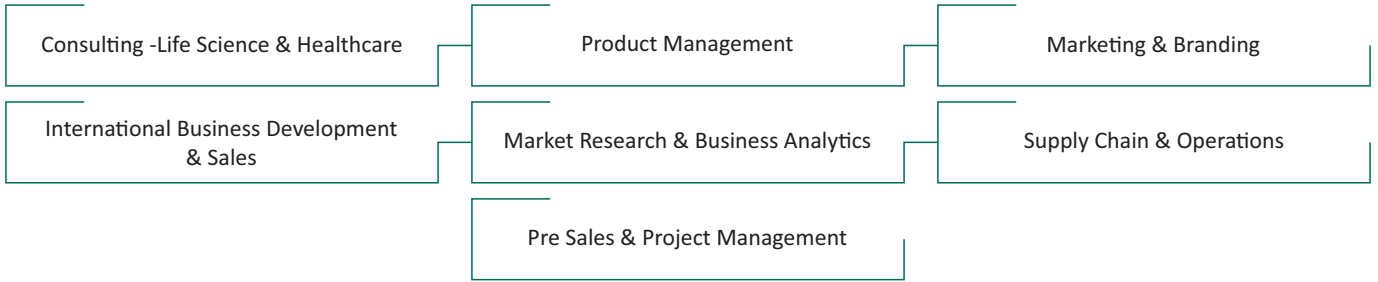 Consulting -Life Science & Healthcare
Product Management
Marketing & Branding
International Business Development
& Sales
Market Research & Business Analytics
Supply Chain & Operations
Pre Sales & Project Management